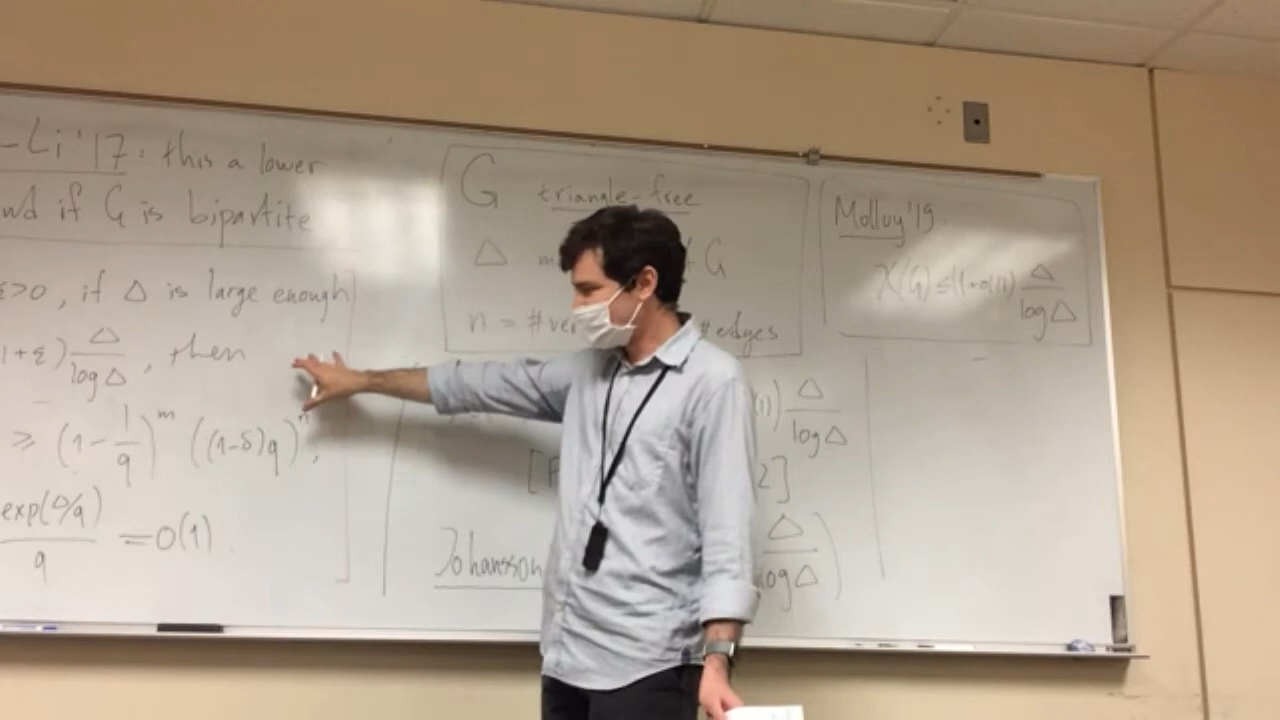 -Li '17: this a lower
nd if G is bipartite
ε>0, if Δ is large enough
1+ε) Δ/log Δ, then
≥ (1 - 1/q)^m ((1-δ)q)^n,
exp(Δ/q)/q = O(1)
G triangle-free
Δ m G
n = #ver #edges
(1)) Δ/log Δ
[ 2]
Johansson Δ/log Δ)
Molloy '19
χ(G) ≤ (1+o(1)) Δ/log Δ